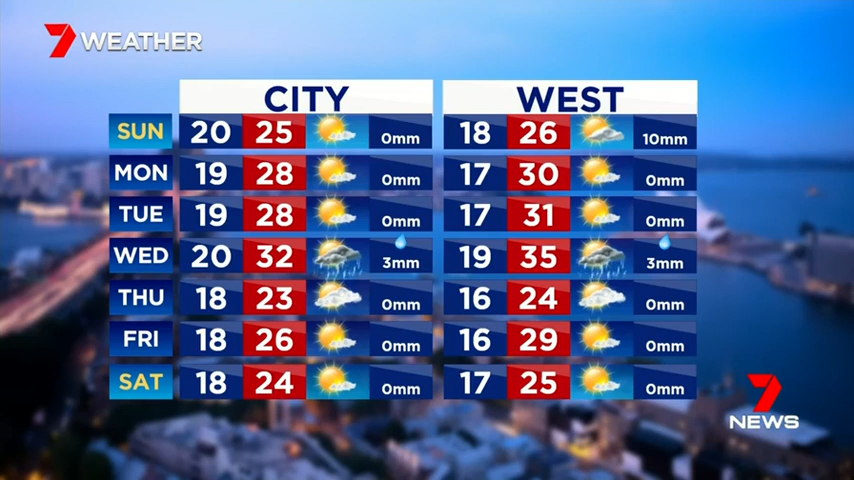 7 WEATHER
CITY WEST
SUN 20 25 0mm 18 26 10mm
MON 19 28 0mm 17 30 0mm
TUE 19 28 0mm 17 31 0mm
WED 20 32 3mm 19 35 3mm
THU 18 23 0mm 16 24 0mm
FRI 18 26 0mm 16 29 0mm
SAT 18 24 0mm 17 25 0mm
7
NEWS